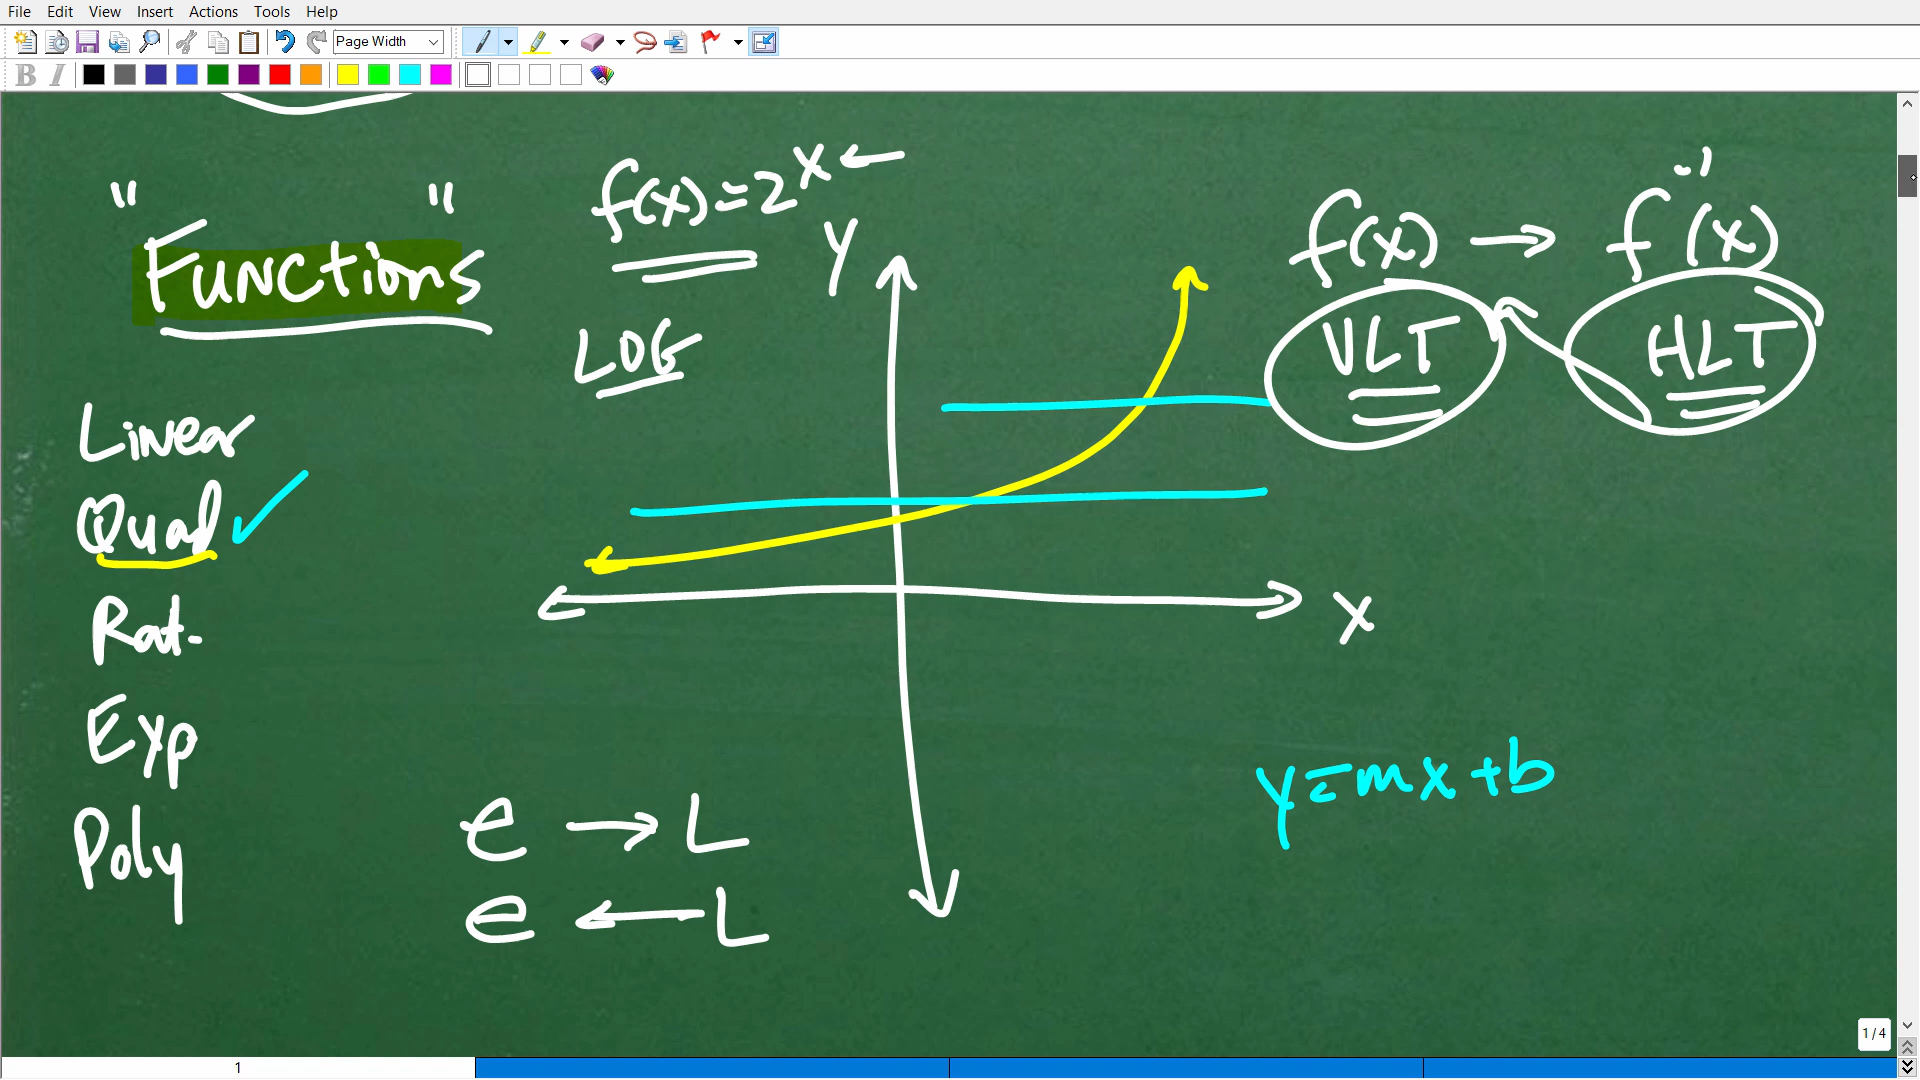 File Edit View Insert Actions Tools Help
Page Width
B I
" "
Functions
f(x)=2^x ←
LOG
Y
f(x) → f^-1(x)
VLT HLT
Linear
Quad ✓
Rat.
Exp
Poly
X
y=mx+b
e → L
e ← L
1/4
1